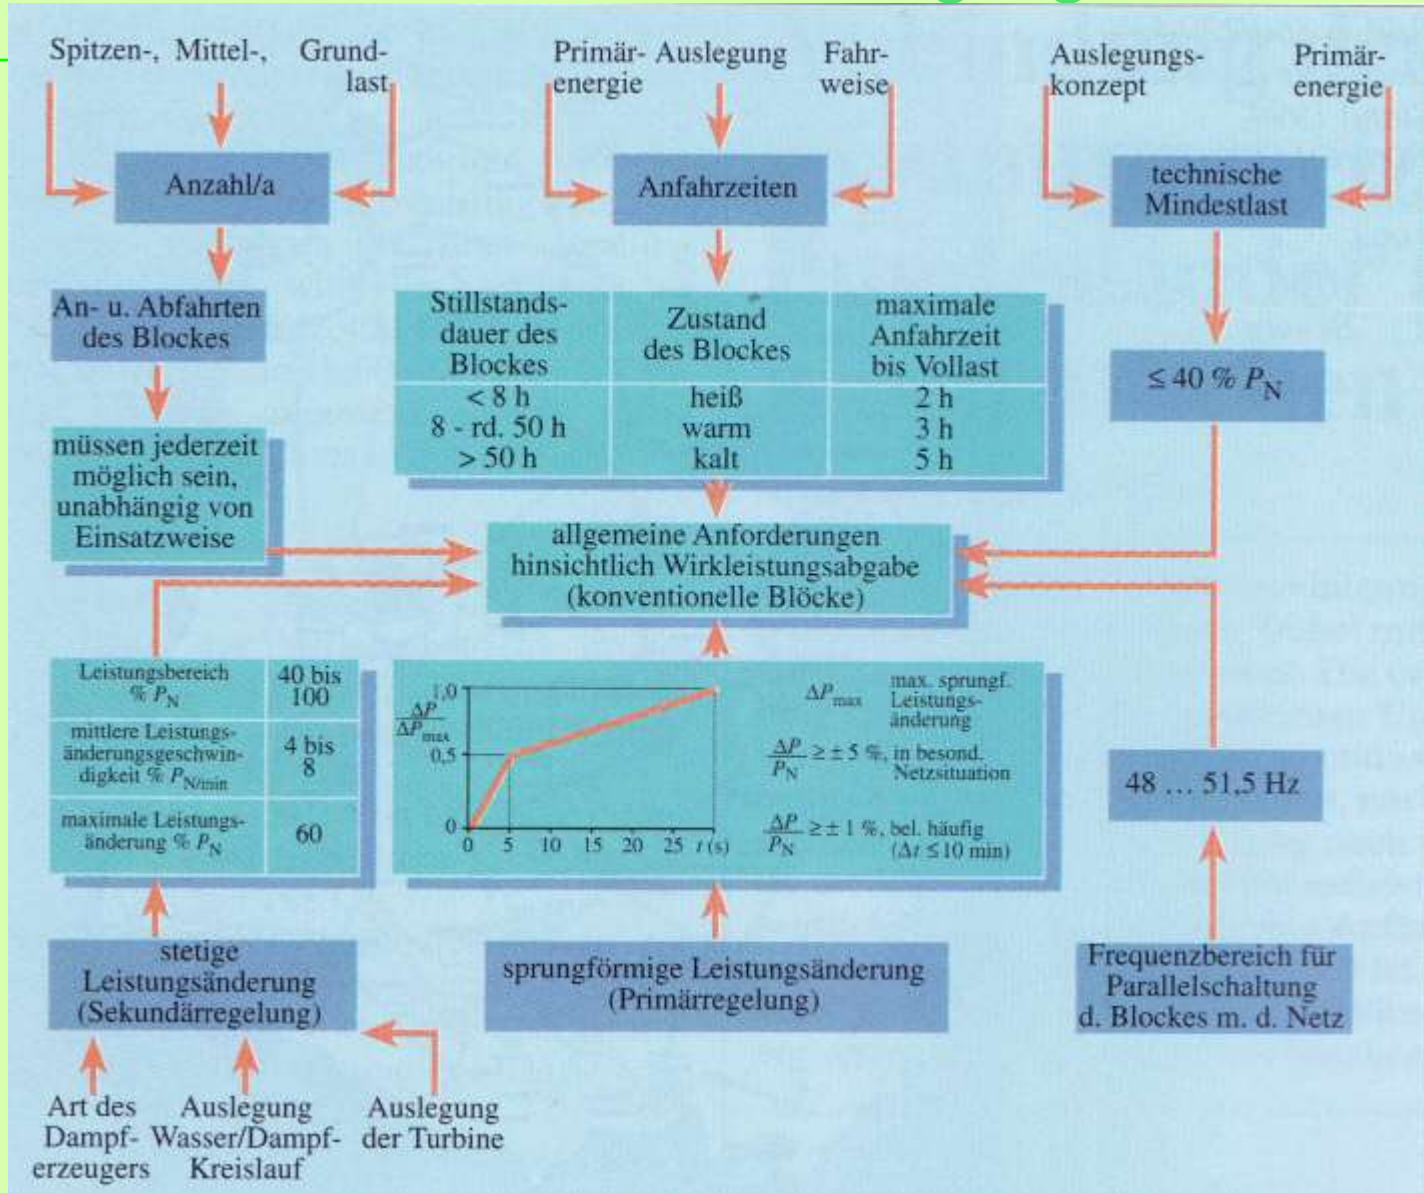 Spitzen-, Mittel-, Grund-
last
Primär-
energie
Auslegung
Fahr-
weise
Auslegungs-
konzept
Primär-
energie
Anzahl/a
Anfahrzeiten
technische
Mindestlast
An- u. Abfahrten
des Blockes
Stillstands-
dauer des
Blockes
Zustand
des Blockes
maximale
Anfahrzeit
bis Vollast
< 8 h heiß 2 h
8 - rd. 50 h warm 3 h
> 50 h kalt 5 h
≤ 40 % P_N
müssen jederzeit
möglich sein,
unabhängig von
Einsatzweise
allgemeine Anforderungen
hinsichtlich Wirkleistungsabgabe
(konventionelle Blöcke)
Leistungsbereich
% P_N
40 bis
100
mittlere Leistungs-
änderungsgeschwin-
digkeit % P_N/min
4 bis
8
maximale Leistungs-
änderung % P_N
60
1,0
ΔP
ΔP_max
0,5
0
0 5 10 15 20 25 t (s)
ΔP_max
max. sprungf.
Leistungs-
änderung
ΔP/P_N ≥ ± 5 %, in besond.
Netzsituation
ΔP/P_N ≥ ± 1 %, bel. häufig
(Δt ≤ 10 min)
48 … 51,5 Hz
stetige
Leistungsänderung
(Sekundärregelung)
sprungförmige Leistungsänderung
(Primärregelung)
Frequenzbereich für
Parallelschaltung
d. Blockes m. d. Netz
Art des
Dampf-
erzeugers
Auslegung
Wasser/Dampf-
Kreislauf
Auslegung
der Turbine